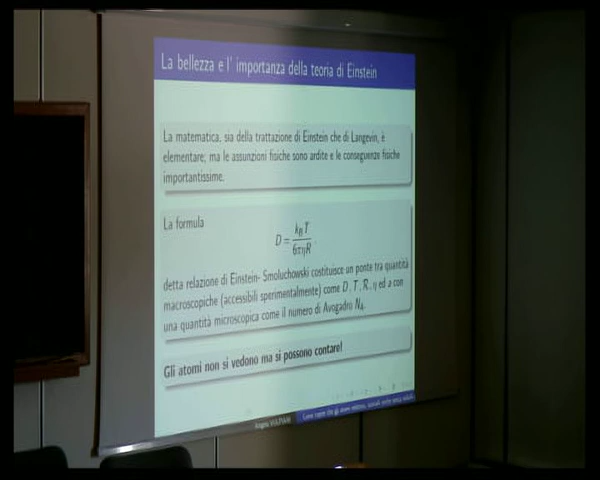 La bellezza e l' importanza della teoria di Einstein
La matematica, sia della trattazione di Einstein che di Langevin, è
elementare; ma le assunzioni fisiche sono ardite e le conseguenze fisiche
importantissime.
La formula
D = k_B T / 6πηR
detta relazione di Einstein- Smoluchowski costituisce un ponte tra quantità
macroscopiche (accessibili sperimentalmente) come D, T, R, η ed a con
una quantità microscopica come il numero di Avogadro N_A.
Gli atomi non si vedono ma si possono contare!
Angelo VULPIANI